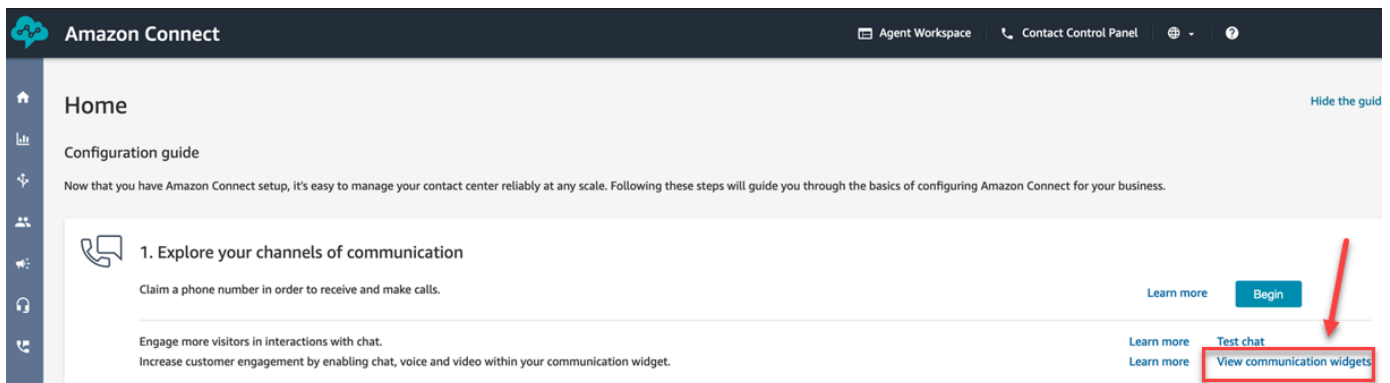 Amazon Connect
Agent Workspace
Contact Control Panel
Home
Hide the guid
Configuration guide
Now that you have Amazon Connect setup, it's easy to manage your contact center reliably at any scale. Following these steps will guide you through the basics of configuring Amazon Connect for your business.
1. Explore your channels of communication
Claim a phone number in order to receive and make calls.
Learn more
Begin
Engage more visitors in interactions with chat.
Learn more
Test chat
Increase customer engagement by enabling chat, voice and video within your communication widget.
Learn more
View communication widgets